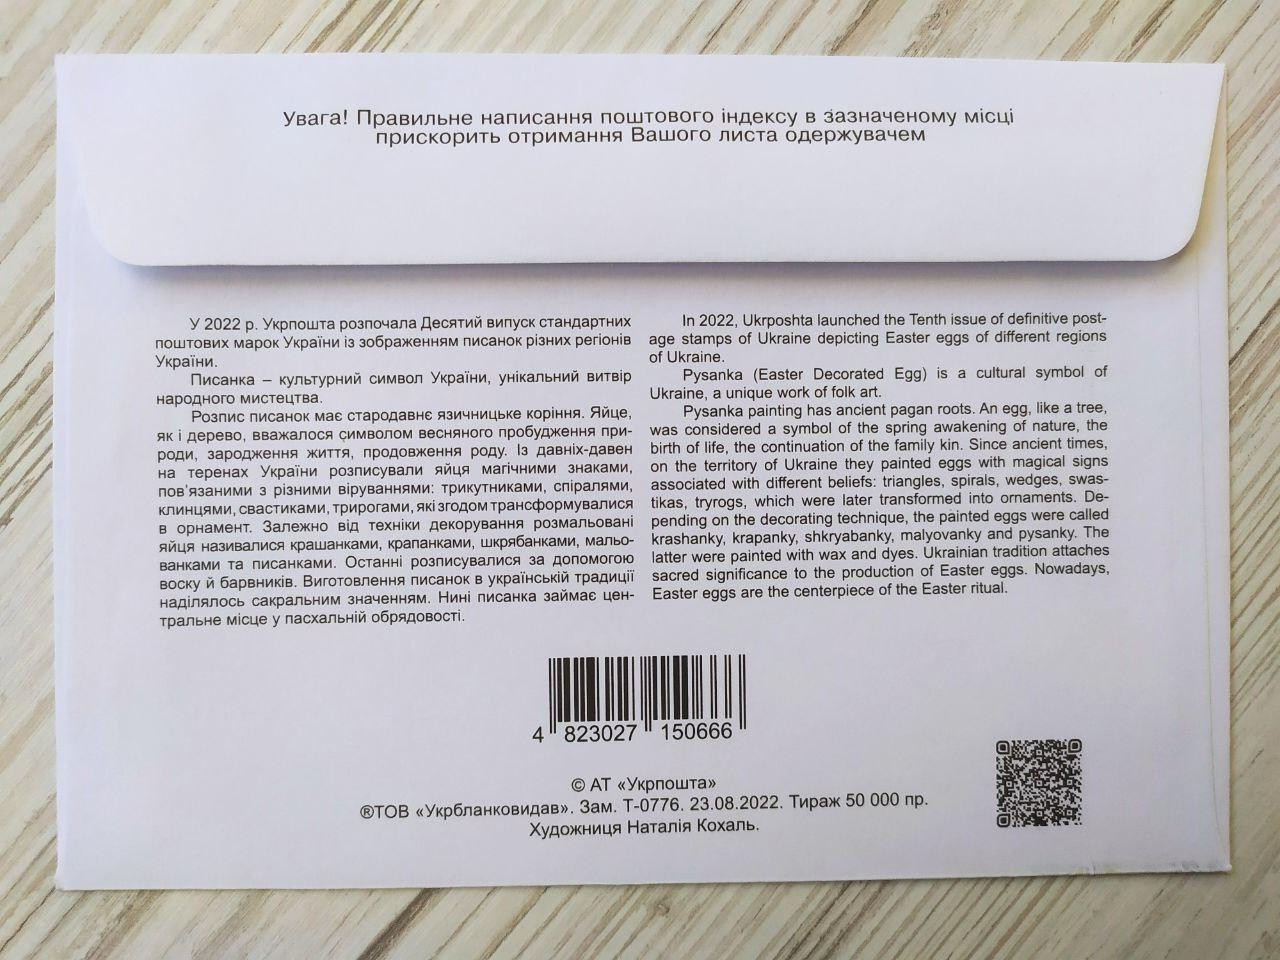 Увага! Правильне написання поштового індексу в зазначеному місці
прискорить отримання Вашого листа одержувачем
У 2022 р. Укрпошта розпочала Десятий випуск стандартних
поштових марок України із зображенням писанок різних регіонів
України.
Писанка – культурний символ України, унікальний витвір
народного мистецтва.
Розпис писанок має стародавнє язичницьке коріння. Яйце,
як і дерево, вважалося символом весняного пробудження при-
роди, зародження життя, продовження роду. Із давніх-давен
на теренах України розписували яйця магічними знаками,
пов'язаними з різними віруваннями: трикутниками, спіралями,
клинцями, свастиками, трирогами, які згодом трансформувалися
в орнамент. Залежно від техніки декорування розмальовані
яйця називалися крашанками, крапанками, шкрябанками, мальо-
ванками та писанками. Останні розписувалися за допомогою
воску й барвників. Виготовлення писанок в українській традиції
наділялось сакральним значенням. Нині писанка займає цен-
тральне місце у пасхальній обрядовості.
In 2022, Ukrposhta launched the Tenth issue of definitive post-
age stamps of Ukraine depicting Easter eggs of different regions
of Ukraine.
Pysanka (Easter Decorated Egg) is a cultural symbol of
Ukraine, a unique work of folk art.
Pysanka painting has ancient pagan roots. An egg, like a tree,
was considered a symbol of the spring awakening of nature, the
birth of life, the continuation of the family kin. Since ancient times,
on the territory of Ukraine they painted eggs with magical signs
associated with different beliefs: triangles, spirals, wedges, swas-
tikas, tryrogs, which were later transformed into ornaments. De-
pending on the decorating technique, the painted eggs were called
krashanky, krapanky, shkryabanky, malyovanky and pysanky. The
latter were painted with wax and dyes. Ukrainian tradition attaches
sacred significance to the production of Easter eggs. Nowadays,
Easter eggs are the centerpiece of the Easter ritual.
4 823027 150666
© АТ «Укрпошта»
®ТОВ «Укрбланковидав». Зам. Т-0776. 23.08.2022. Тираж 50 000 пр.
Художниця Наталія Кохаль.